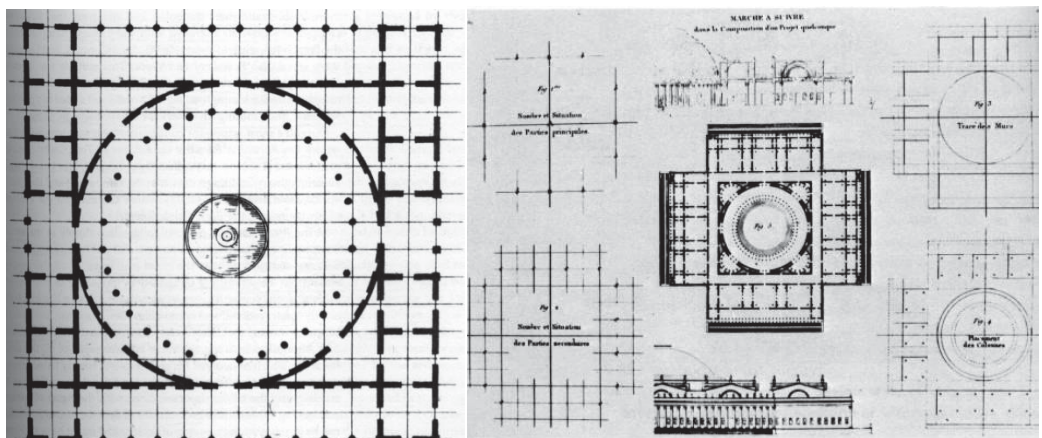 MARCHE A SUIVRE
dans la Composition d'un Projet quelconque
Fig. 1ere
Nombre et Situation
des Parties principales
Fig. 2
Nombre et Situation
des Parties secondaires
Fig. 5
Fig. 3
Tracé des Murs
Fig. 4
Placement
des Colonnes